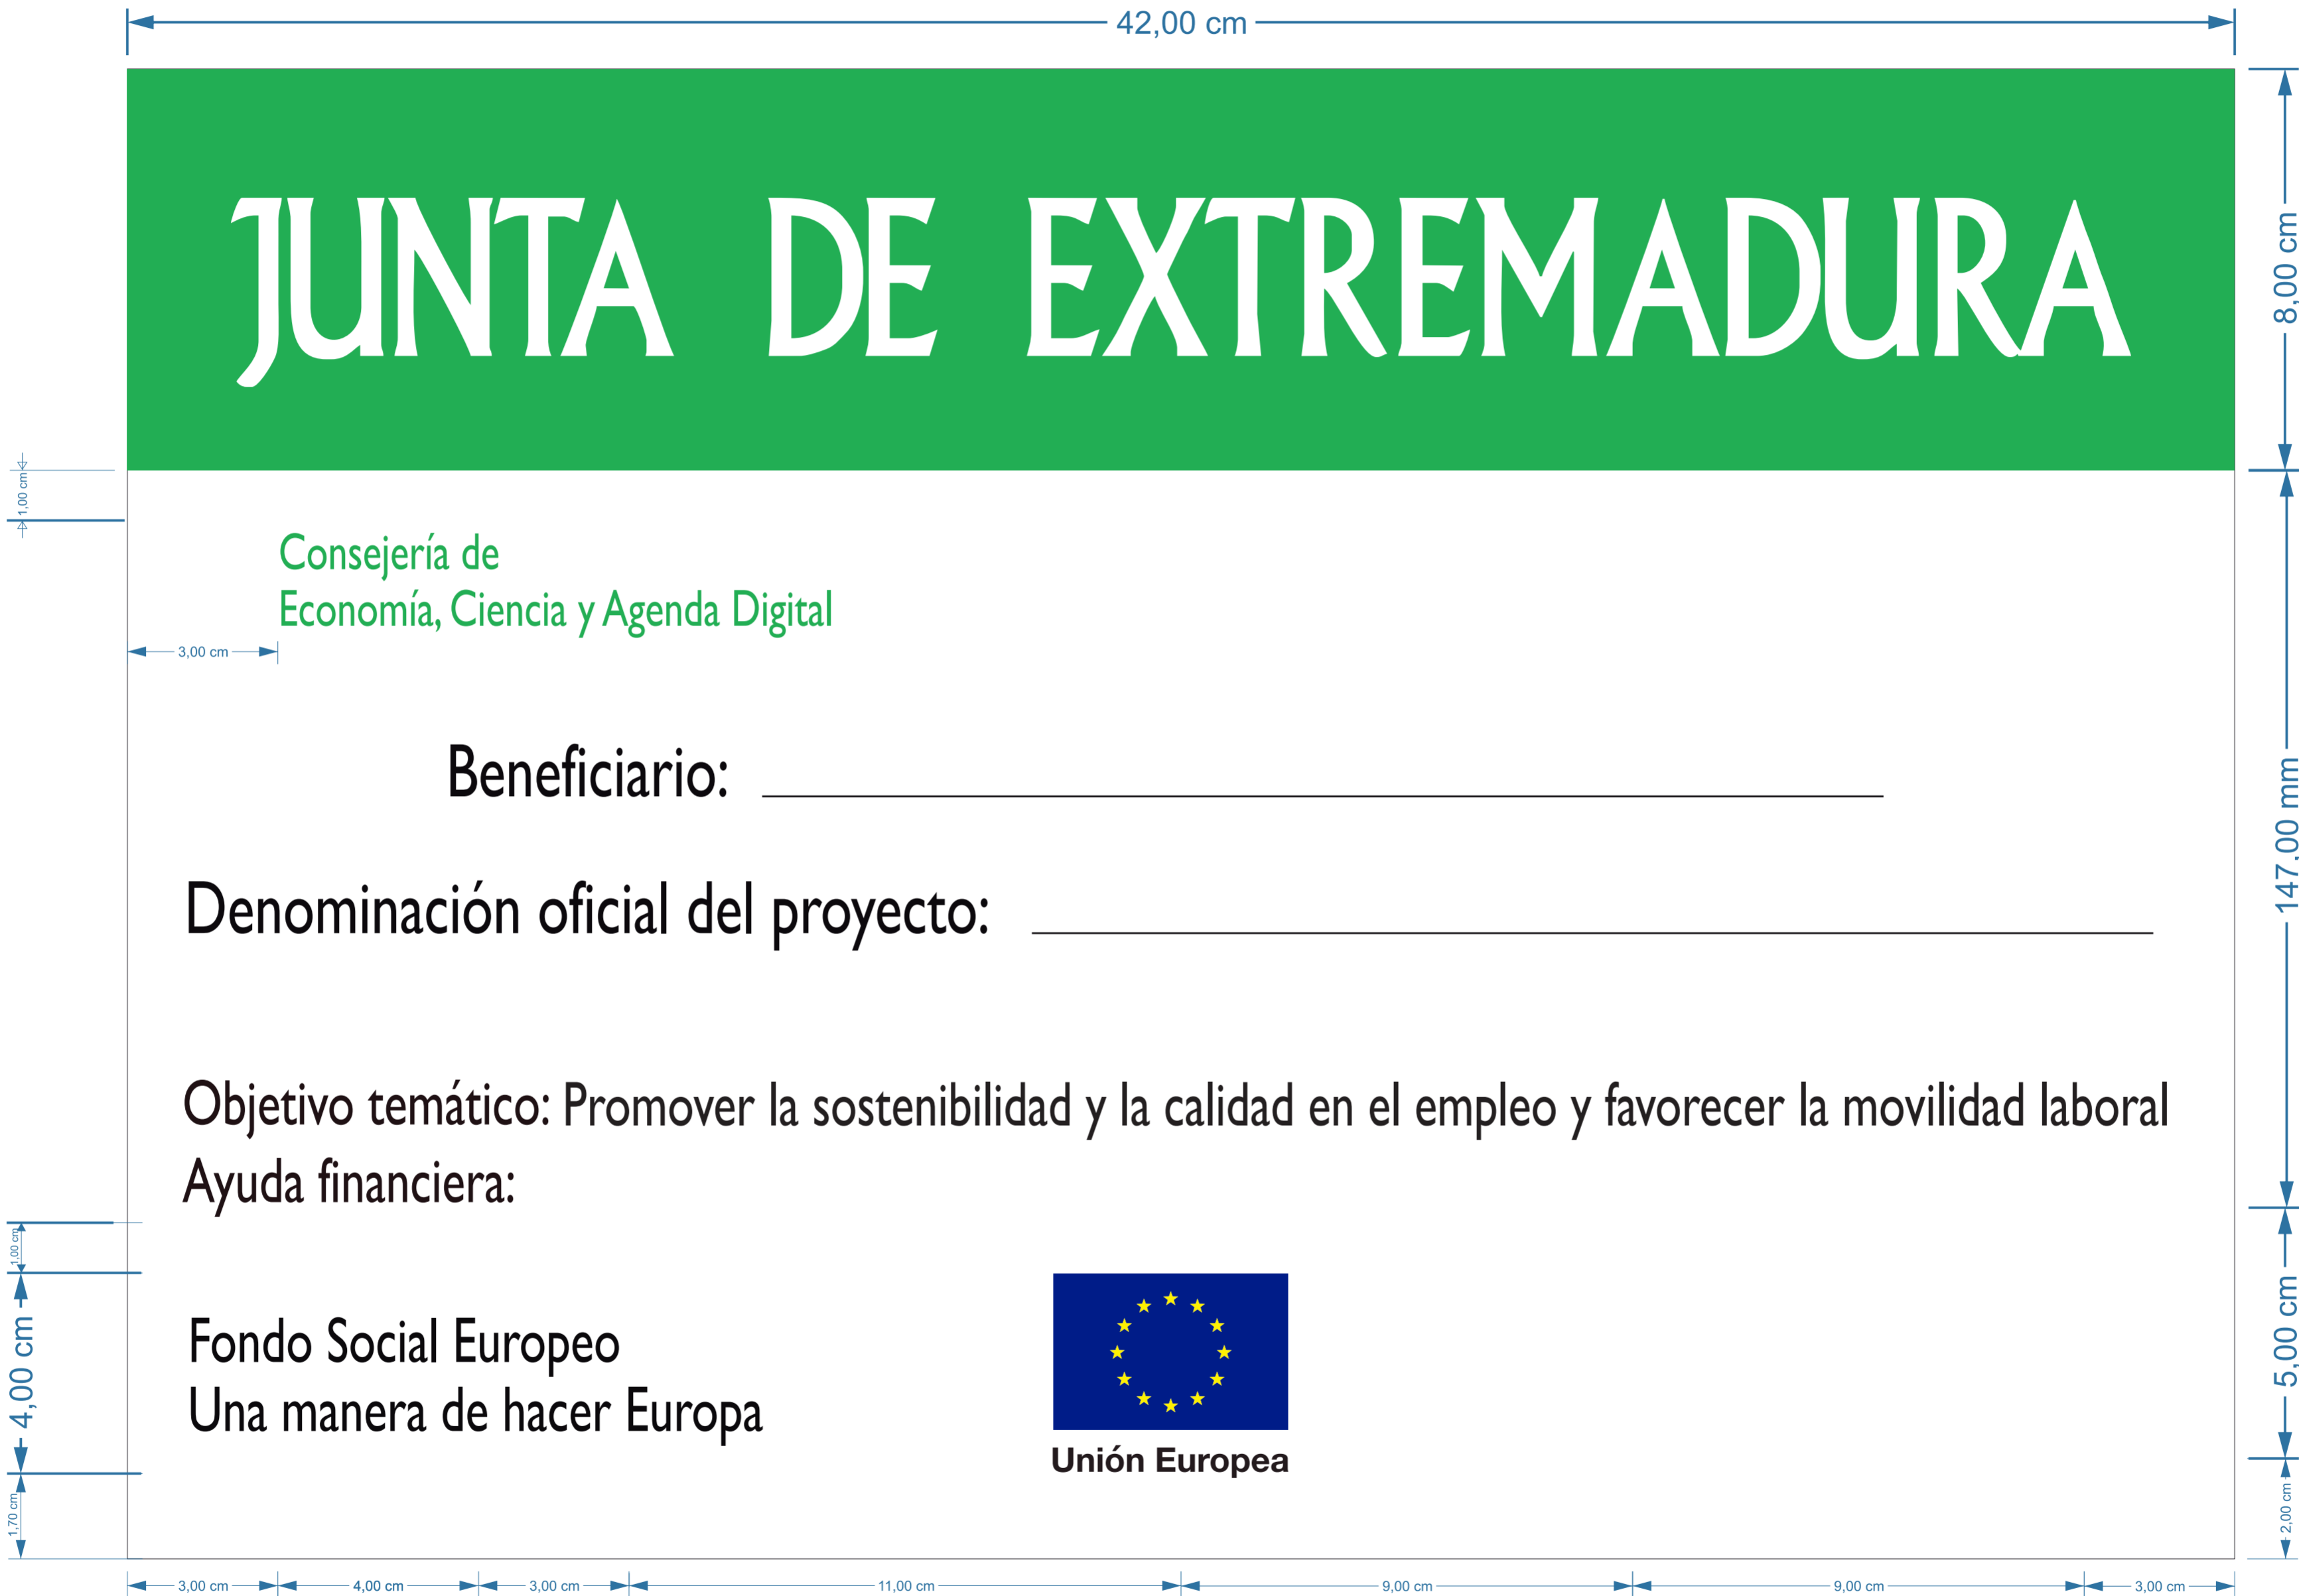 42,00 cm
JUNTA DE EXTREMADURA
8,00 cm
1,00 cm
Consejería de
Economía, Ciencia y Agenda Digital
3,00 cm
Beneficiario:
147,00 mm
Denominación oficial del proyecto:
Objetivo temático: Promover la sostenibilidad y la calidad en el empleo y favorecer la movilidad laboral
Ayuda financiera:
1,00 cm
4,00 cm
Fondo Social Europeo
Una manera de hacer Europa
Unión Europea
5,00 cm
1,70 cm
2,00 cm
3,00 cm 4,00 cm 3,00 cm 11,00 cm 9,00 cm 9,00 cm 3,00 cm